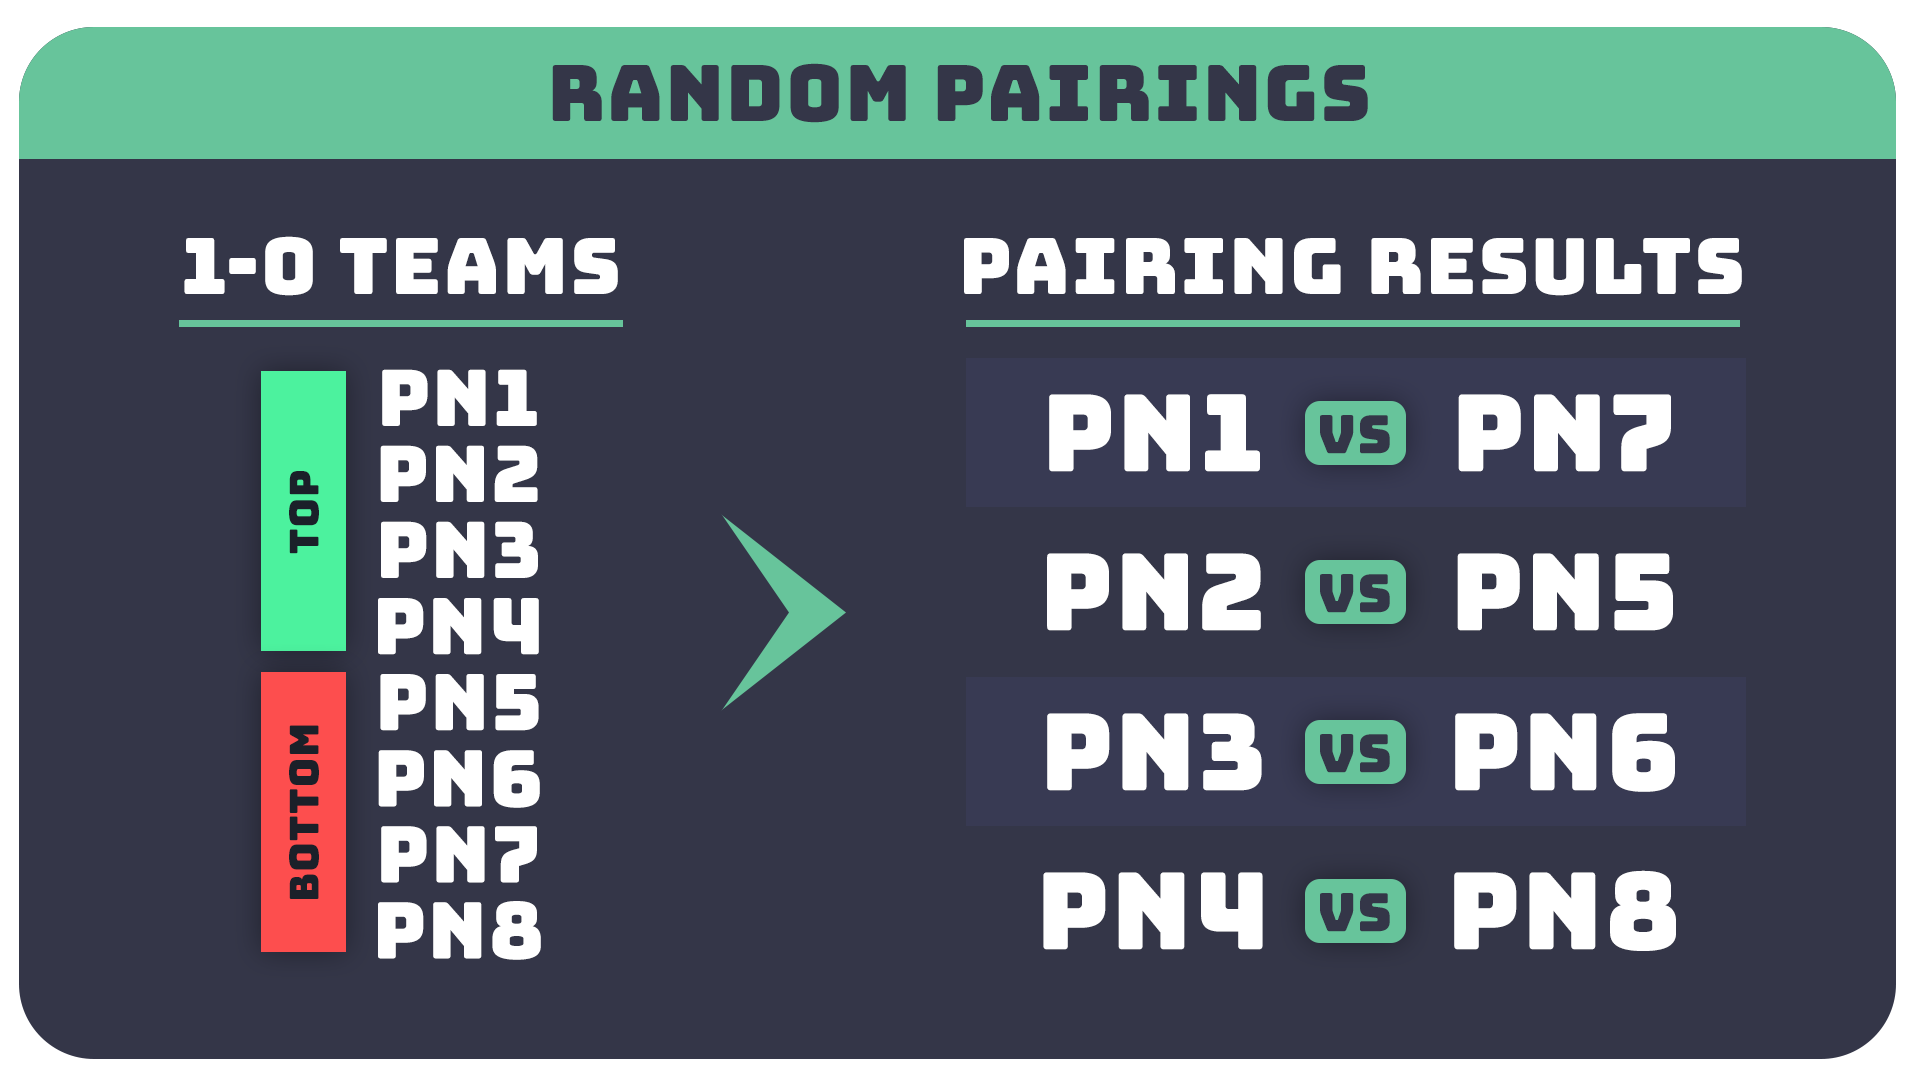 RANDOM PAIRINGS
1-0 TEAMS
TOP
PN1
PN2
PN3
PN4
BOTTOM
PN5
PN6
PN7
PN8
PAIRING RESULTS
PN1 VS PN7
PN2 VS PN5
PN3 VS PN6
PN4 VS PN8